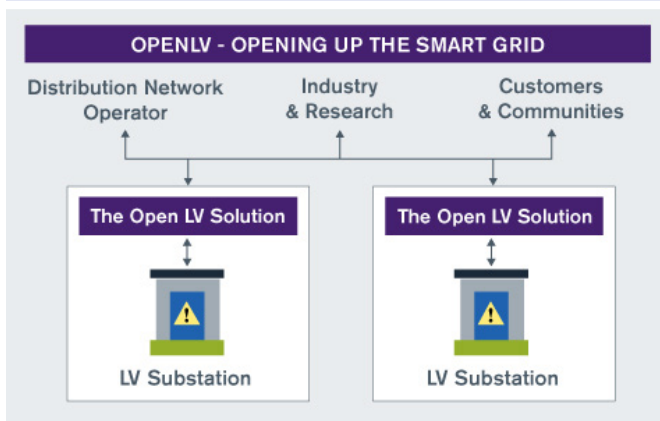 OPENLV - OPENING UP THE SMART GRID
Distribution Network
Operator
Industry
& Research
Customers
& Communities
The Open LV Solution
LV Substation
The Open LV Solution
LV Substation